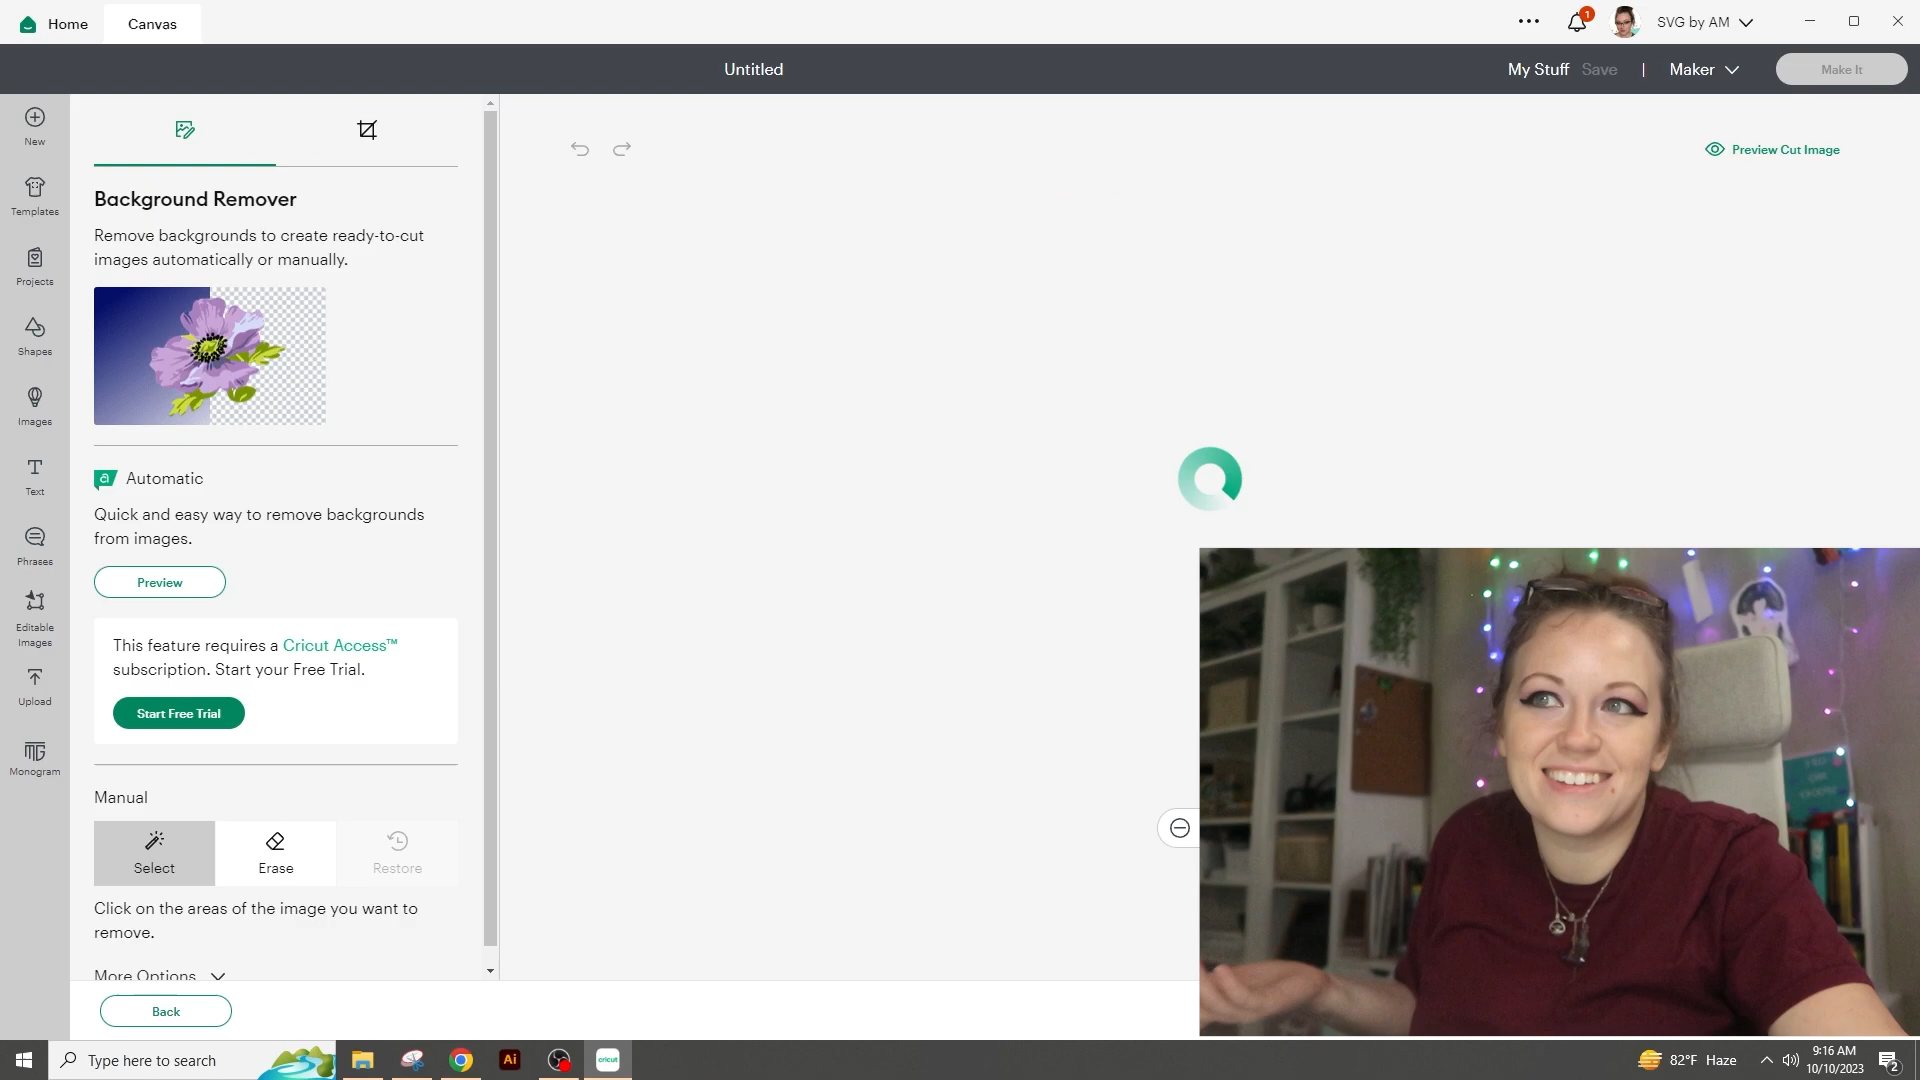 Home
Canvas
1
SVG by AM
Untitled
My Stuff
Save
|
Maker
Make It
New
Templates
Projects
Shapes
Images
Text
Phrases
Editable
Images
Upload
Monogram
Background Remover
Remove backgrounds to create ready-to-cut
images automatically or manually.
a Automatic
Quick and easy way to remove backgrounds
from images.
Preview
This feature requires a Cricut Access™
subscription. Start your Free Trial.
Start Free Trial
Manual
Select
Erase
Restore
Click on the areas of the image you want to
remove.
More Options
Back
Preview Cut Image
Type here to search
Ai
cricut
82°F Haze
9:16 AM
10/10/2023
2